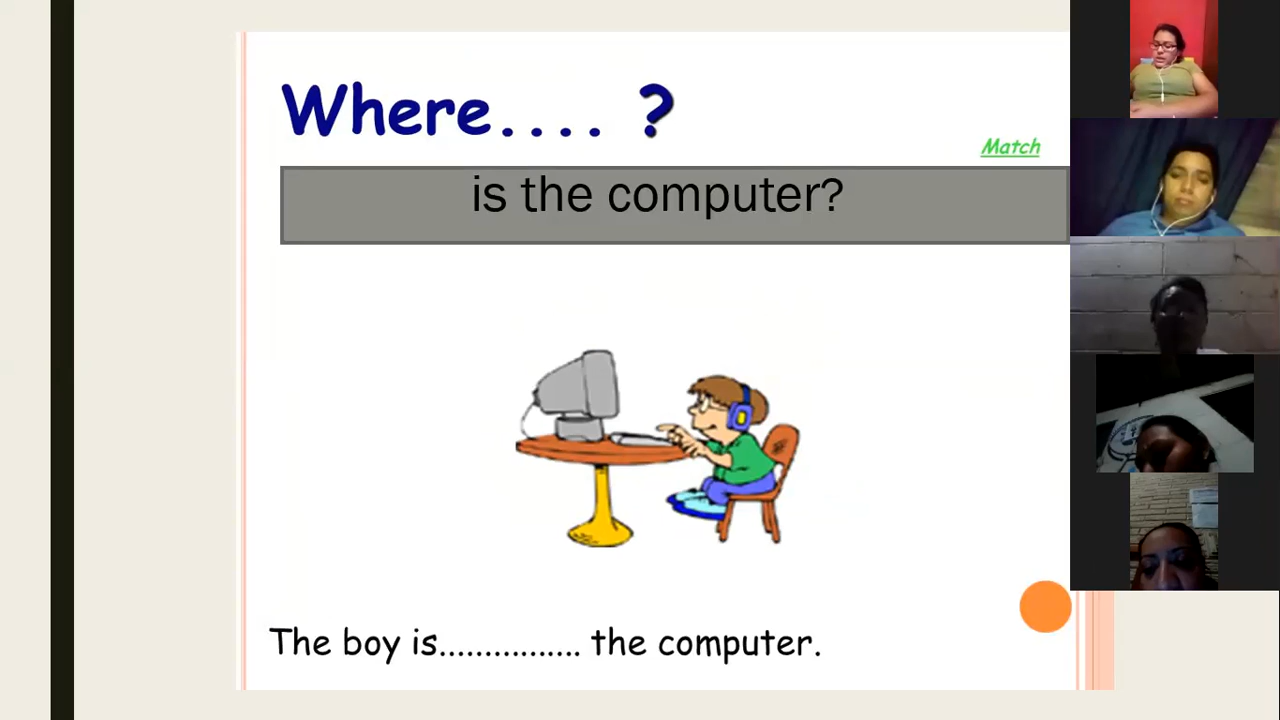 Where.... ?
Match
is the computer?
The boy is................ the computer.